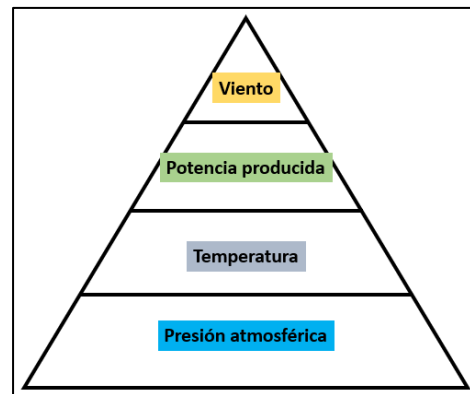 Viento
Potencia producida
Temperatura
Presión atmosférica